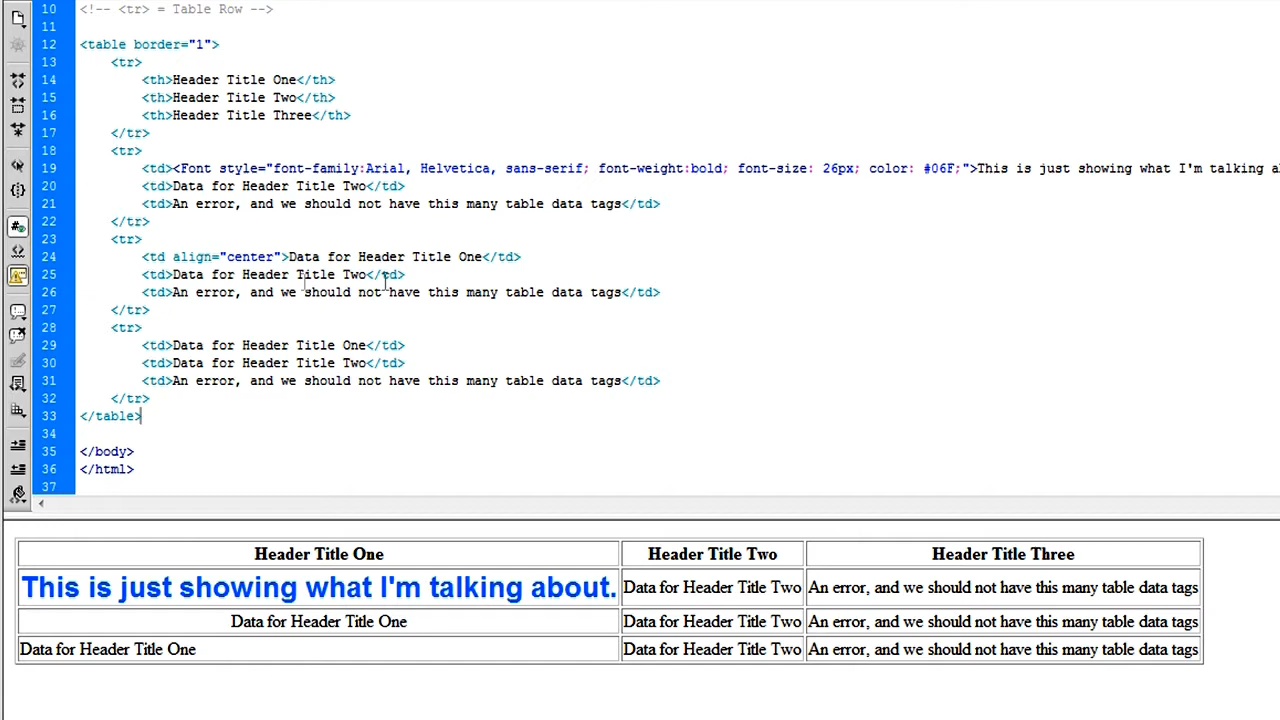 10 <!-- <tr> = Table Row -->
11
12 <table border="1">
13 <tr>
14 <th>Header Title One</th>
15 <th>Header Title Two</th>
16 <th>Header Title Three</th>
17 </tr>
18 <tr>
19 <td><Font style="font-family:Arial, Helvetica, sans-serif; font-weight:bold; font-size: 26px; color: #06F;">This is just showing what I'm talking
20 <td>Data for Header Title Two</td>
21 <td>An error, and we should not have this many table data tags</td>
22 </tr>
23 <tr>
24 <td align="center">Data for Header Title One</td>
25 <td>Data for Header Title Two</td>
26 <td>An error, and we should not have this many table data tags</td>
27 </tr>
28 <tr>
29 <td>Data for Header Title One</td>
30 <td>Data for Header Title Two</td>
31 <td>An error, and we should not have this many table data tags</td>
32 </tr>
33 </table>
34
35 </body>
36 </html>
37
Header Title One Header Title Two Header Title Three
This is just showing what I'm talking about. Data for Header Title Two An error, and we should not have this many table data tags
Data for Header Title One Data for Header Title Two An error, and we should not have this many table data tags
Data for Header Title One Data for Header Title Two An error, and we should not have this many table data tags